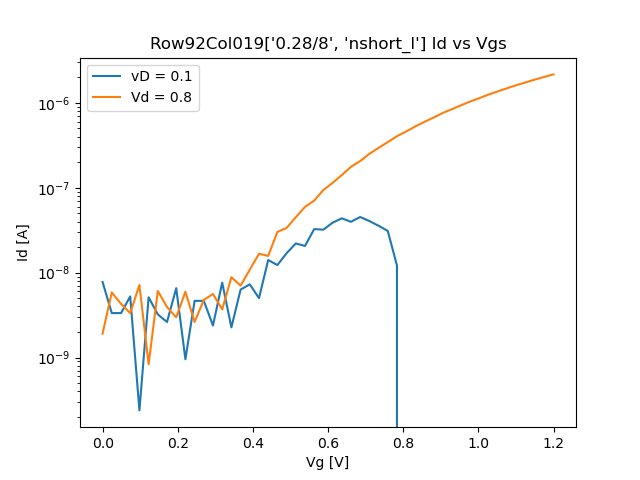 Row92Col019['0.28/8', 'nshort_l'] Id vs Vgs
vD = 0.1
Vd = 0.8
Id [A]
10⁻⁶
10⁻⁷
10⁻⁸
10⁻⁹
0.0 0.2 0.4 0.6 0.8 1.0 1.2
Vg [V]